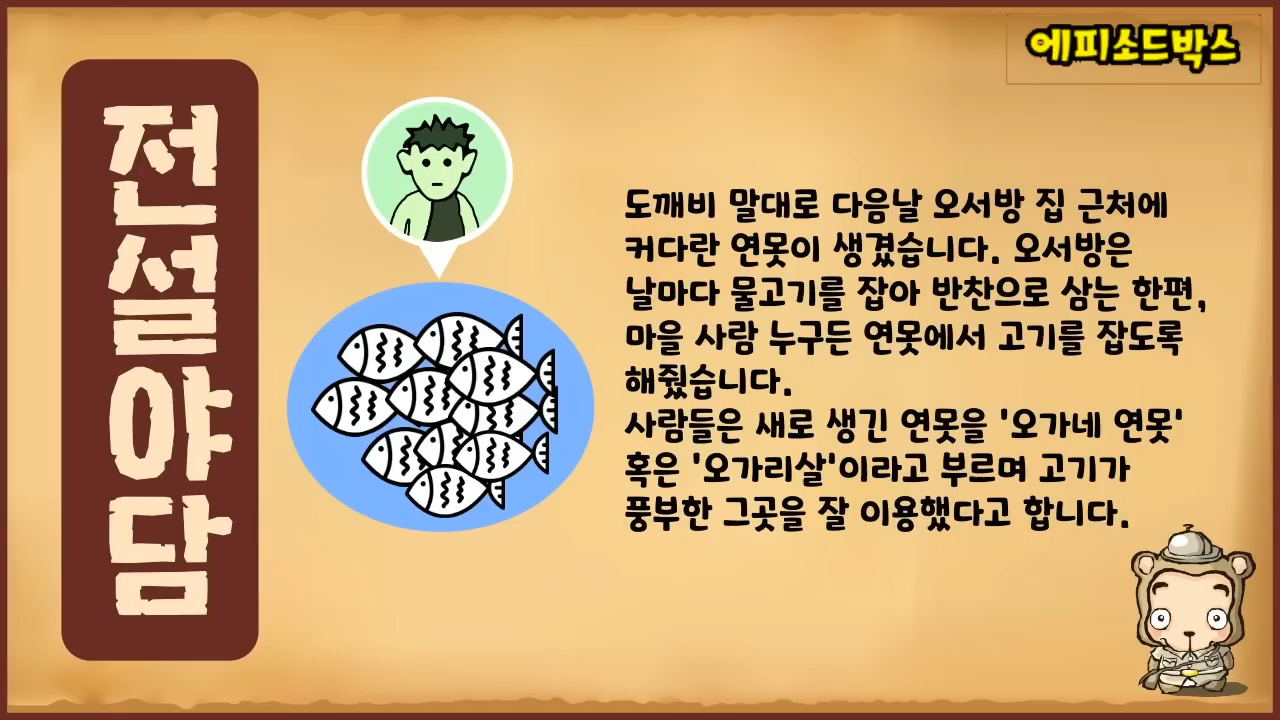 에피소드박스
전설야담
도깨비 말대로 다음날 오서방 집 근처에
커다란 연못이 생겼습니다. 오서방은
날마다 물고기를 잡아 반찬으로 삼는 한편,
마을 사람 누구든 연못에서 고기를 잡도록
해줬습니다.
사람들은 새로 생긴 연못을 '오가네 연못'
혹은 '오가리살'이라고 부르며 고기가
풍부한 그곳을 잘 이용했다고 합니다.